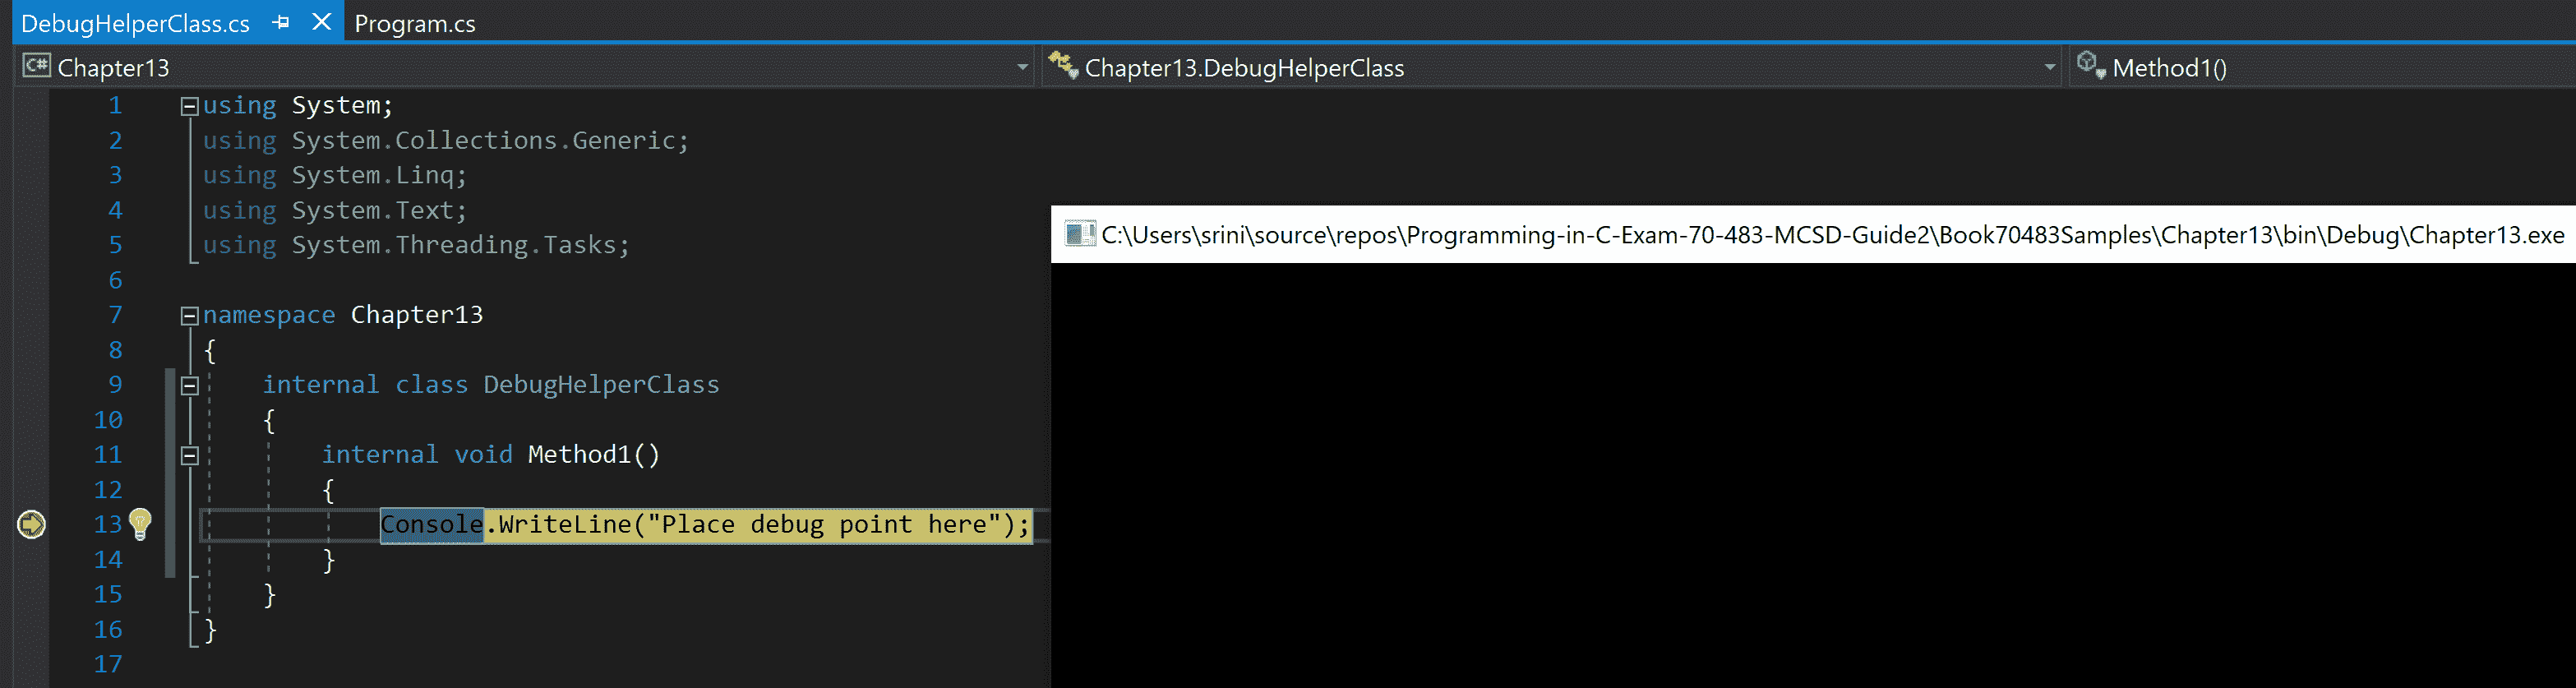 DebugHelperClass.cs Program.cs
C# Chapter13 Chapter13.DebugHelperClass Method1()
1 using System;
2 using System.Collections.Generic;
3 using System.Linq;
4 using System.Text;
5 using System.Threading.Tasks;
6
7 namespace Chapter13
8 {
9 internal class DebugHelperClass
10 {
11 internal void Method1()
12 {
13 Console.WriteLine("Place debug point here");
14 }
15 }
16 }
17
C:\Users\srini\source\repos\Programming-in-C-Exam-70-483-MCSD-Guide2\Book70483Samples\Chapter13\bin\Debug\Chapter13.exe